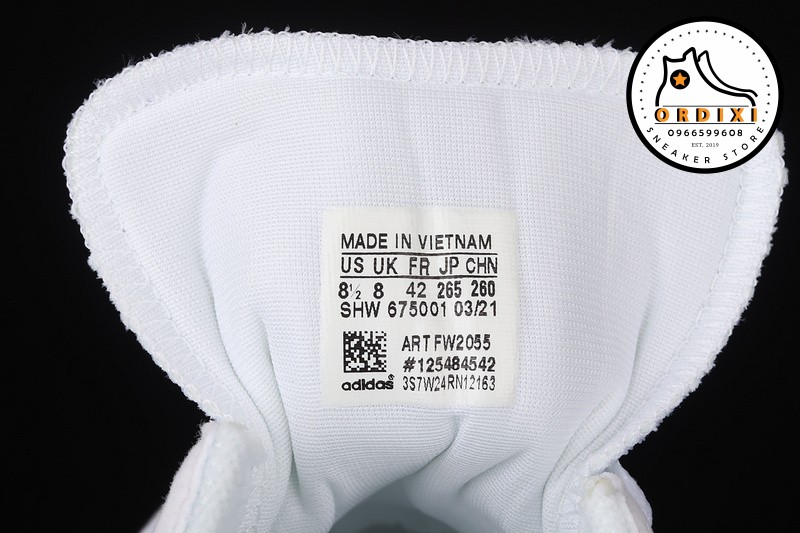 ORDIXI
0966599608
EST. 2019
SNEAKER STORE
MADE IN VIETNAM
US UK FR JP CHN
8½ 8 42 265 260
SHW 675001 03/21
ART FW2055
#125484542
adidas® 3S7W24RN12163